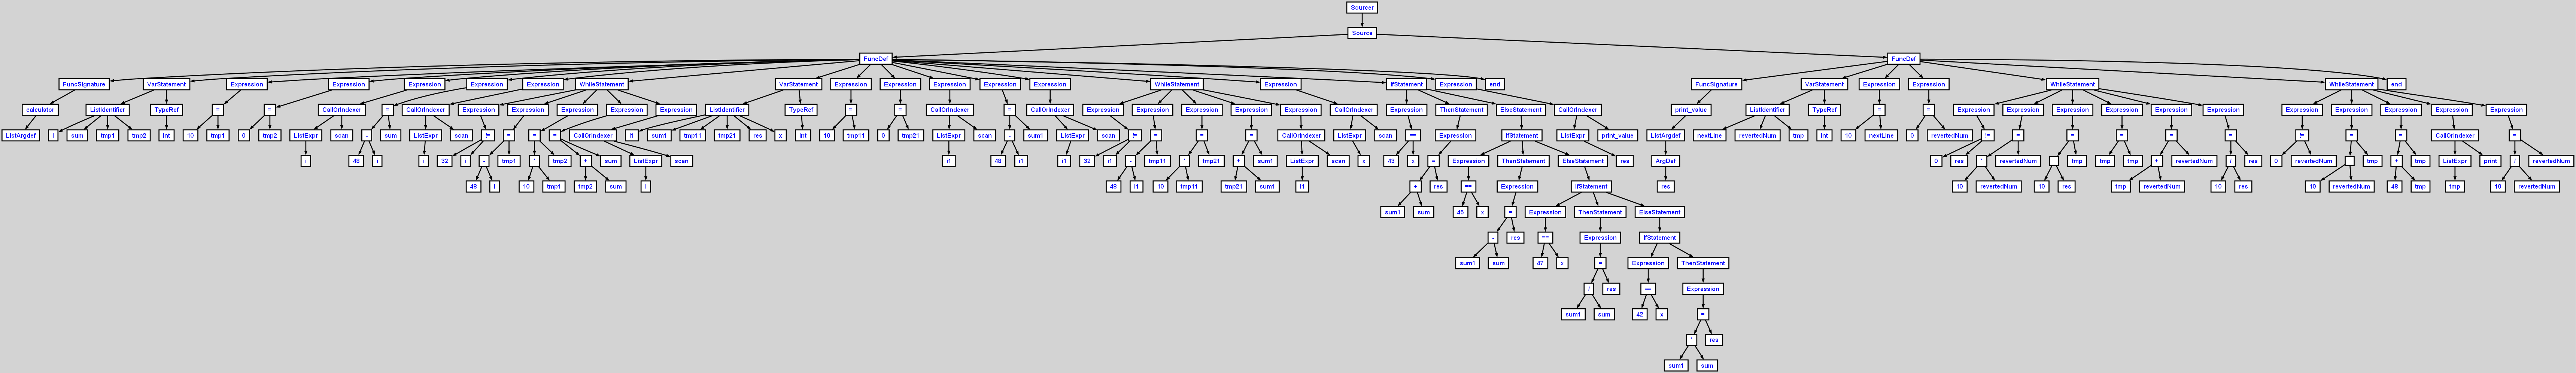 Sourcer
Source
FuncDef FuncDef
FuncSignature VarStatement Expression Expression Expression Expression Expression WhileStatement VarStatement Expression Expression Expression Expression Expression WhileStatement Expression IfStatement Expression end FuncSignature VarStatement Expression Expression WhileStatement WhileStatement end
calculator ListIdentifier TypeRef = = CallOrIndexer = CallOrIndexer Expression Expression Expression Expression Expression ListIdentifier TypeRef = = CallOrIndexer = CallOrIndexer Expression Expression Expression Expression Expression CallOrIndexer Expression ThenStatement ElseStatement CallOrIndexer print_value ListIdentifier TypeRef = = Expression Expression Expression Expression Expression Expression Expression Expression Expression Expression Expression
ListArgdef i sum tmp1 tmp2 int 10 tmp1 0 tmp2 ListExpr scan - sum ListExpr scan != = = = CallOrIndexer i1 sum1 tmp11 tmp21 res x int 10 tmp11 0 tmp21 ListExpr scan - sum1 ListExpr scan != = = = CallOrIndexer ListExpr scan == Expression IfStatement ListExpr print_value ListArgdef nextLine revertedNum tmp int 10 nextLine 0 revertedNum != = = = = = != = = CallOrIndexer =
i 48 i i 32 i - tmp1 * tmp2 + sum ListExpr scan i1 48 i1 i1 32 i1 - tmp11 * tmp21 + sum1 ListExpr scan x 43 x = Expression ThenStatement ElseStatement res ArgDef 0 res * revertedNum tmp tmp tmp + revertedNum / res 0 revertedNum tmp + tmp ListExpr print / revertedNum
48 i 10 tmp1 tmp2 sum i 48 i1 10 tmp11 tmp21 sum1 i1 + res == Expression IfStatement res 10 revertedNum 10 res tmp revertedNum 10 res 10 revertedNum 48 tmp tmp 10 revertedNum
sum1 sum 45 x = Expression ThenStatement ElseStatement
- res == Expression IfStatement
sum1 sum 47 x = Expression ThenStatement
/ res == Expression
sum1 sum 42 x =
* res
sum1 sum